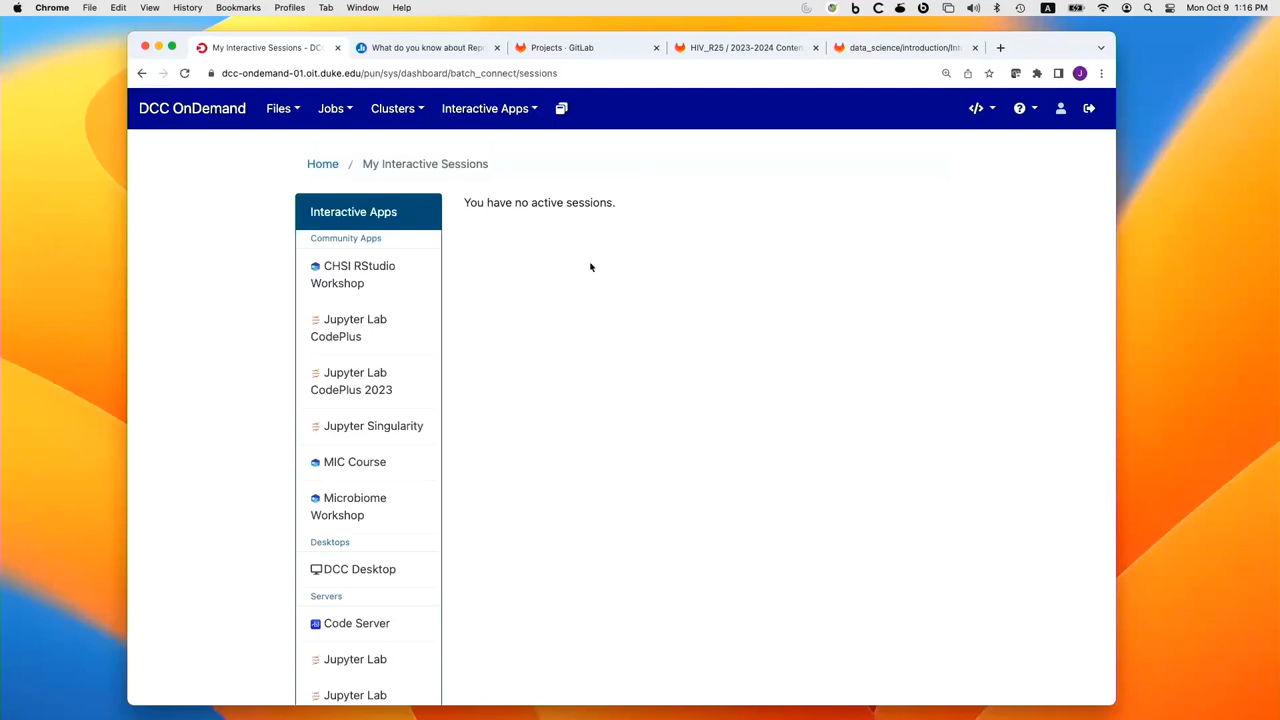 Chrome File Edit View History Bookmarks Profiles Tab Window Help Mon Oct 9 1:16 PM
My Interactive Sessions - DC What do you know about Rep Projects · GitLab HIV_R25 / 2023-2024 Conten data_science/introduction/Int
dcc-ondemand-01.oit.duke.edu/pun/sys/dashboard/batch_connect/sessions
DCC OnDemand Files Jobs Clusters Interactive Apps
Home / My Interactive Sessions
Interactive Apps
Community Apps
CHSI RStudio
Workshop
Jupyter Lab
CodePlus
Jupyter Lab
CodePlus 2023
Jupyter Singularity
MIC Course
Microbiome
Workshop
Desktops
DCC Desktop
Servers
Code Server
Jupyter Lab
Jupyter Lab
You have no active sessions.